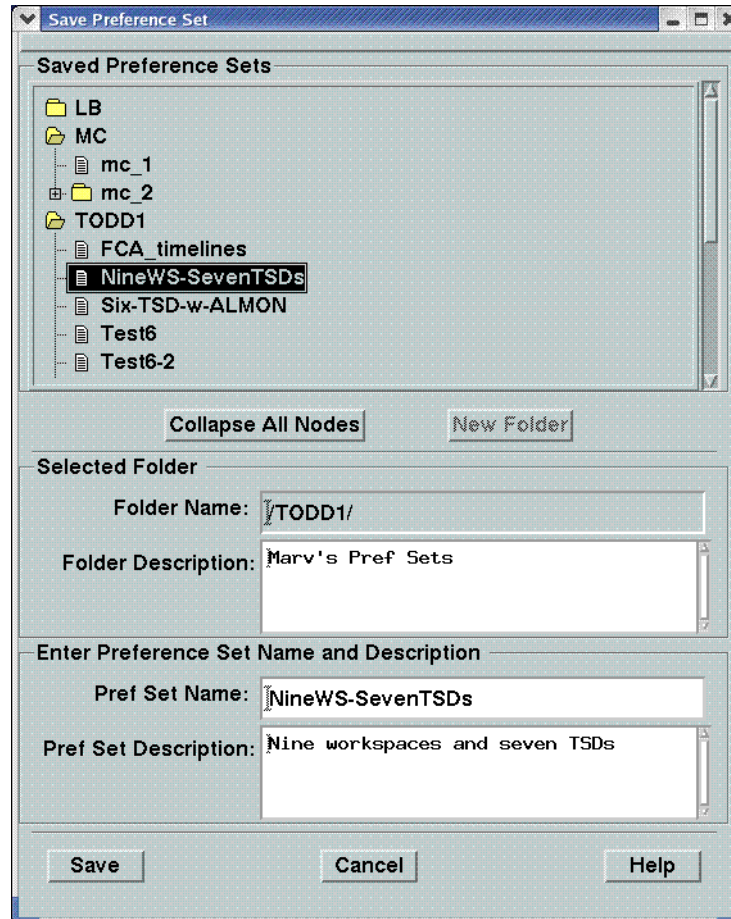 Save Preference Set
Saved Preference Sets
LB
MC
mc_1
mc_2
TODD1
FCA_timelines
NineWS-SevenTSDs
Six-TSD-w-ALMON
Test6
Test6-2
Collapse All Nodes New Folder
Selected Folder
Folder Name: /TODD1/
Folder Description: Marv's Pref Sets
Enter Preference Set Name and Description
Pref Set Name: NineWS-SevenTSDs
Pref Set Description: Nine workspaces and seven TSDs
Save Cancel Help